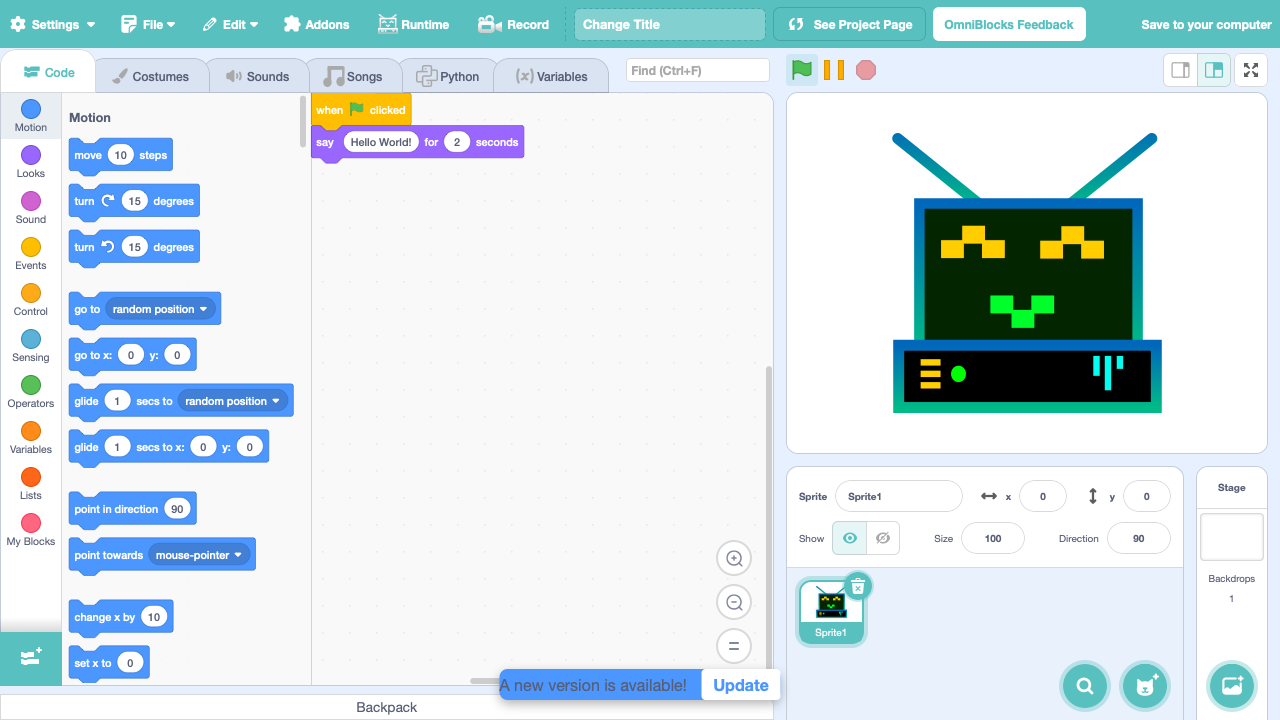 Settings File Edit Addons Runtime Record Change Title See Project Page OmniBlocks Feedback Save to your computer
Code Costumes Sounds Songs Python (x) Variables Find (Ctrl+F)
Motion
Looks
Sound
Events
Control
Sensing
Operators
Variables
Lists
My Blocks
Motion
move 10 steps
turn 15 degrees
turn 15 degrees
go to random position
go to x: 0 y: 0
glide 1 secs to random position
glide 1 secs to x: 0 y: 0
point in direction 90
point towards mouse-pointer
change x by 10
set x to 0
when clicked
say Hello World! for 2 seconds
A new version is available! Update
Backpack
Sprite Sprite1 x 0 y 0
Show Size 100 Direction 90
Sprite1
Stage
Backdrops
1